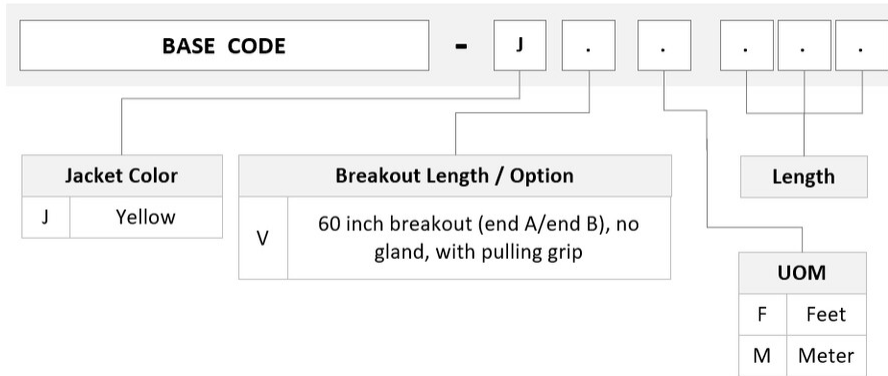 BASE CODE - J . . . . .
Jacket Color
J Yellow
Breakout Length / Option
V 60 inch breakout (end A/end B), no
gland, with pulling grip
Length
UOM
F Feet
M Meter